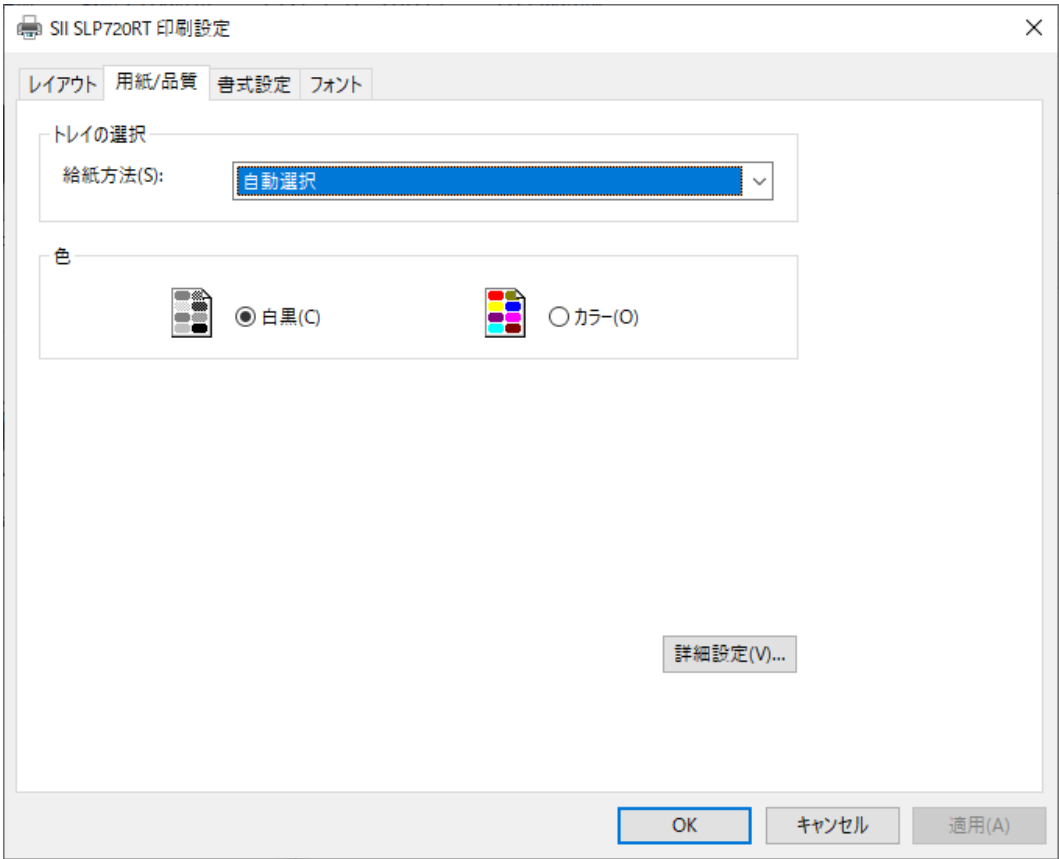 SII SLP720RT 印刷設定
レイアウト 用紙/品質 書式設定 フォント
トレイの選択
給紙方法(S): 自動選択
色
白黒(C) カラー(O)
詳細設定(V)...
OK キャンセル 適用(A)